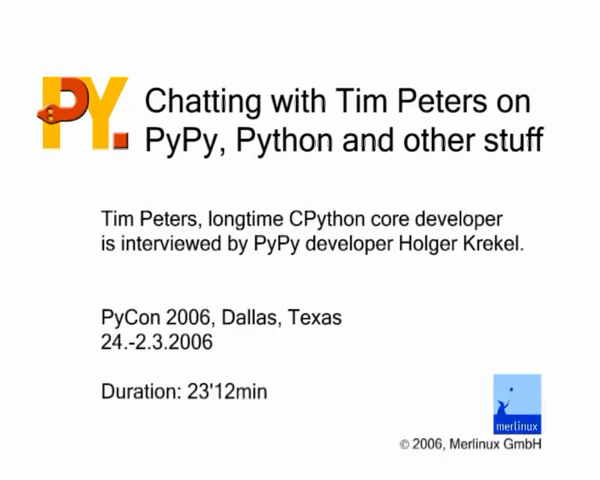 PY.
Chatting with Tim Peters on
PyPy, Python and other stuff
Tim Peters, longtime CPython core developer
is interviewed by PyPy developer Holger Krekel.
PyCon 2006, Dallas, Texas
24.-2.3.2006
Duration: 23'12min
merlinux
© 2006, Merlinux GmbH